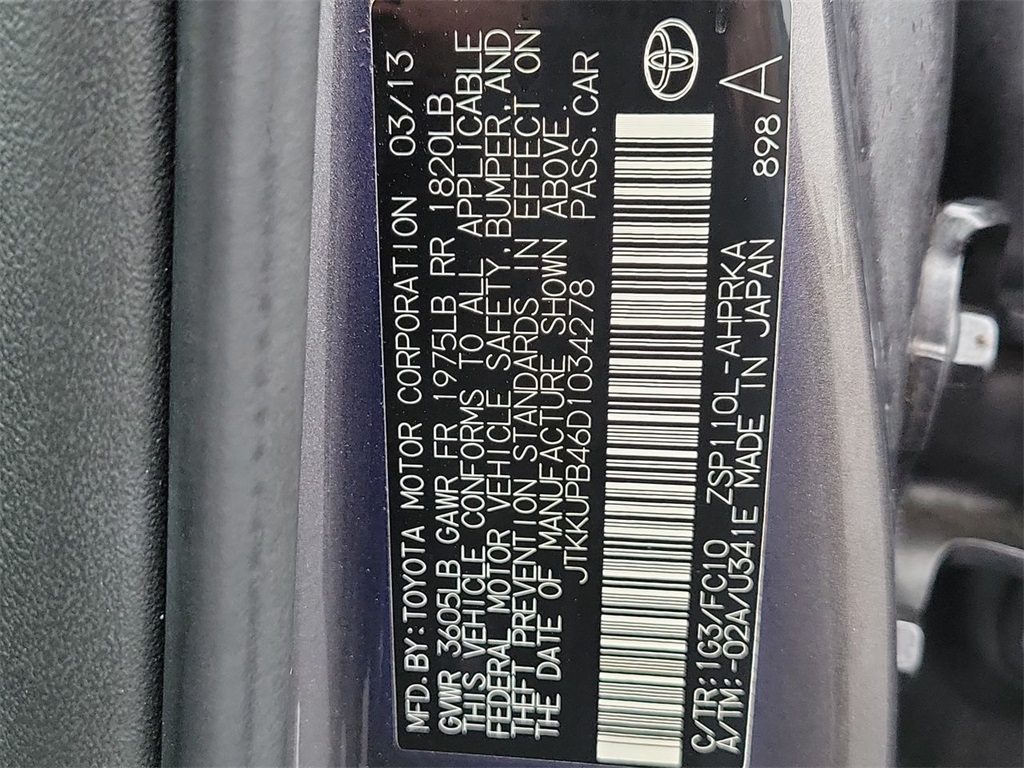 MFD.BY:TOYOTA MOTOR CORPORATION 03/13
GVWR 3605LB GAWR FR 1975LB RR 1820LB
THIS VEHICLE CONFORMS TO ALL APPLICABLE
FEDERAL MOTOR VEHICLE SAFETY,BUMPER,AND
THEFT PREVENTION STANDARDS IN EFFECT ON
THE DATE OF MANUFACTURE SHOWN ABOVE.
JTKKUPB46D1034278 PASS.CAR
C/TR:1G3/FC10 ZSP110L-AHPRKA 898A
A/TM:-02A/U341E MADE IN JAPAN